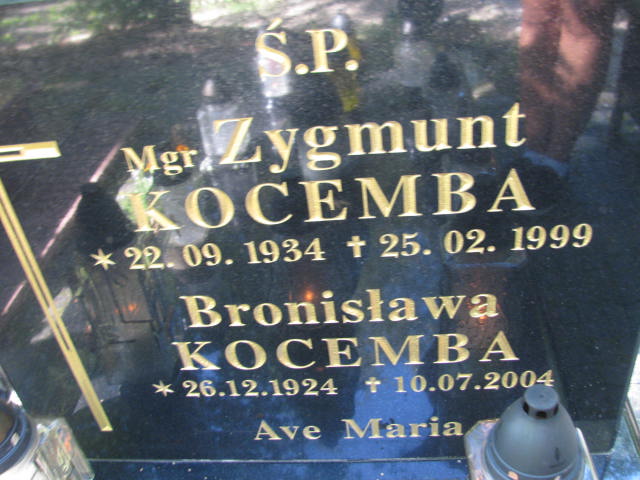 Ś.P.
Mgr Zygmunt
KOCEMBA
* 22. 09. 1934 ✝ 25. 02. 1999
Bronisława
KOCEMBA
* 26.12.1924 ✝ 10.07.2004
Ave Maria